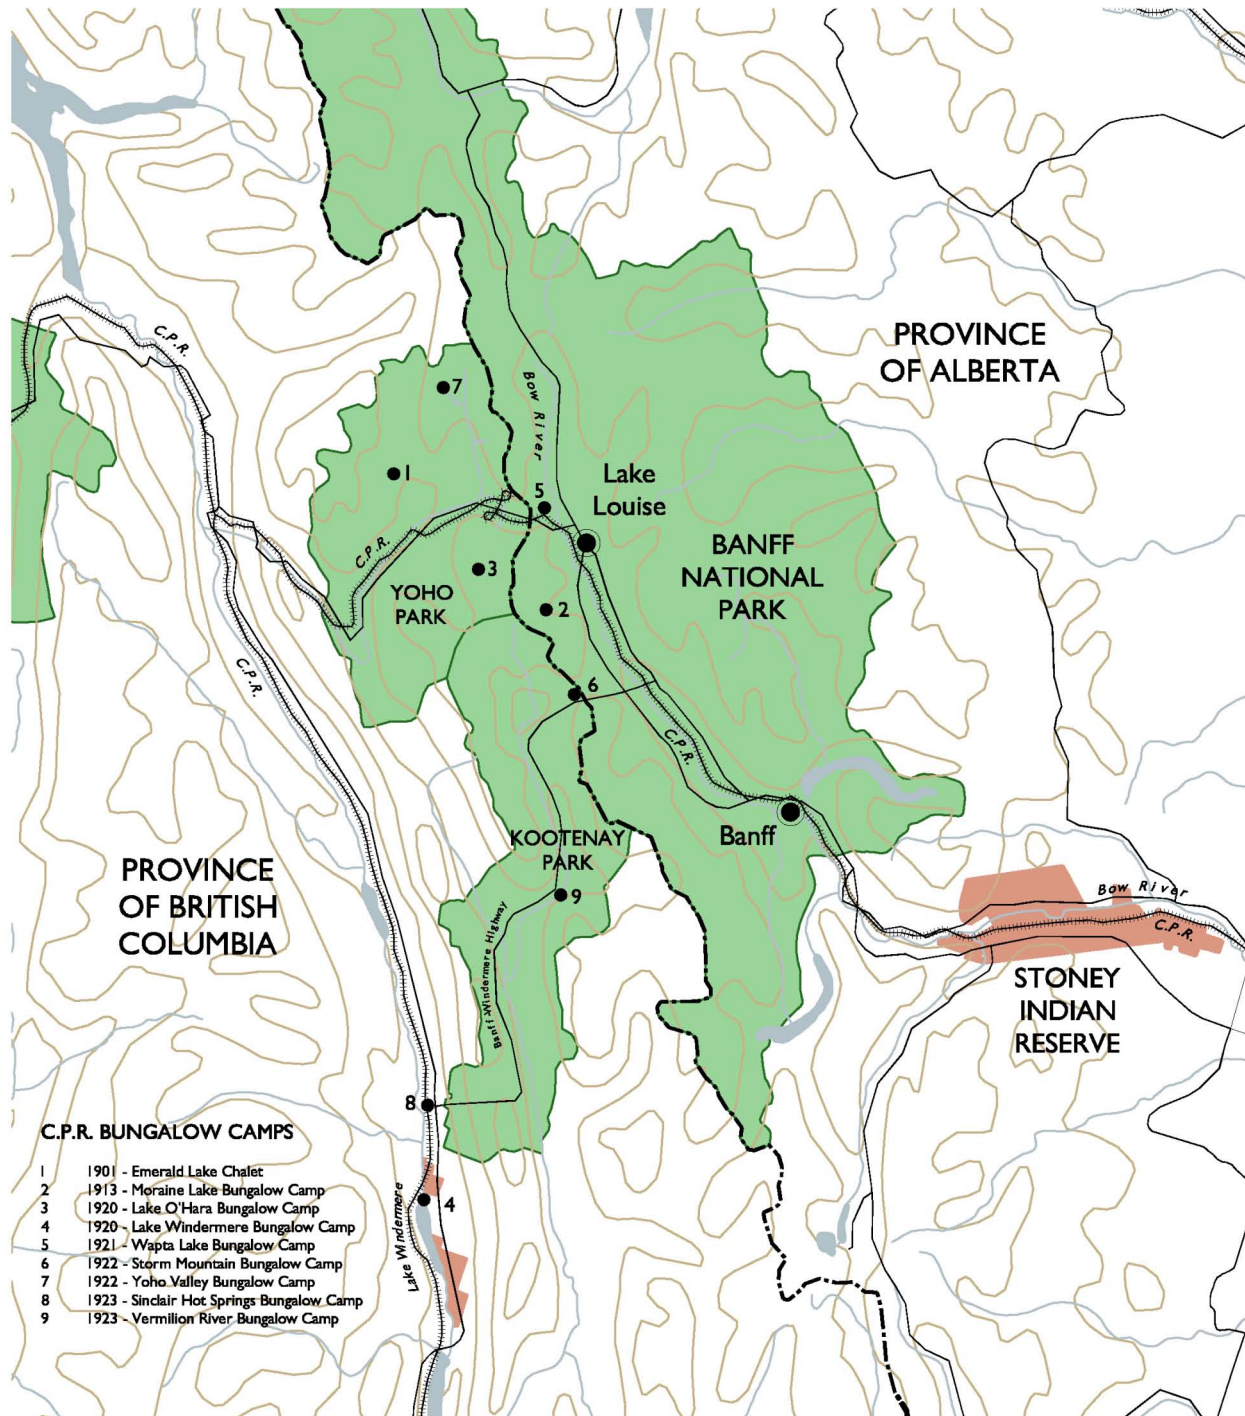 C.P.R.
PROVINCE
OF ALBERTA
7
Bow River
1
5
Lake
Louise
C.P.R.
3
YOHO
PARK
BANFF
NATIONAL
PARK
2
C.P.R.
6
C.P.R.
KOOTENAY
PARK
Banff
PROVINCE
OF BRITISH
COLUMBIA
9
Bow River
C.P.R.
Banff-Windermere Highway
STONEY
INDIAN
RESERVE
8
4
Lake Windermere
C.P.R. BUNGALOW CAMPS
1 1901 - Emerald Lake Chalet
2 1913 - Moraine Lake Bungalow Camp
3 1920 - Lake O'Hara Bungalow Camp
4 1920 - Lake Windermere Bungalow Camp
5 1921 - Wapta Lake Bungalow Camp
6 1922 - Storm Mountain Bungalow Camp
7 1922 - Yoho Valley Bungalow Camp
8 1923 - Sinclair Hot Springs Bungalow Camp
9 1923 - Vermilion River Bungalow Camp